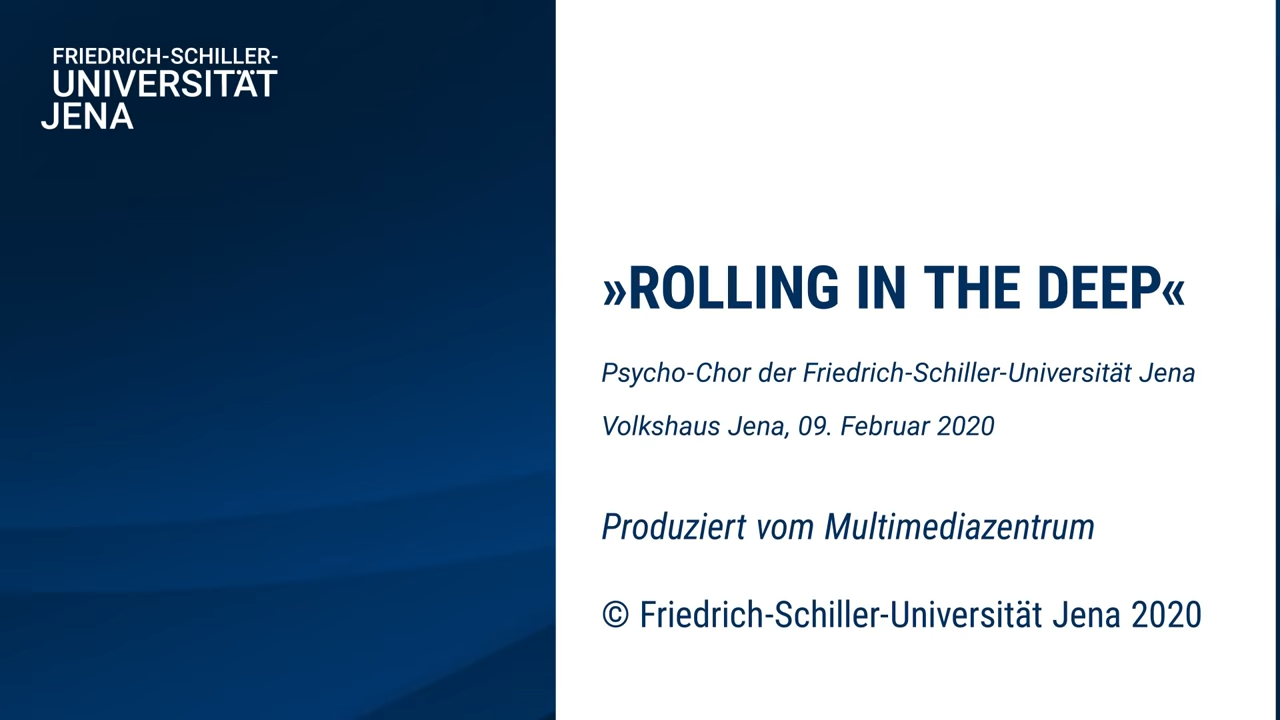 FRIEDRICH-SCHILLER-
UNIVERSITÄT
JENA
»ROLLING IN THE DEEP«
Psycho-Chor der Friedrich-Schiller-Universität Jena
Volkshaus Jena, 09. Februar 2020
Produziert vom Multimediazentrum
© Friedrich-Schiller-Universität Jena 2020